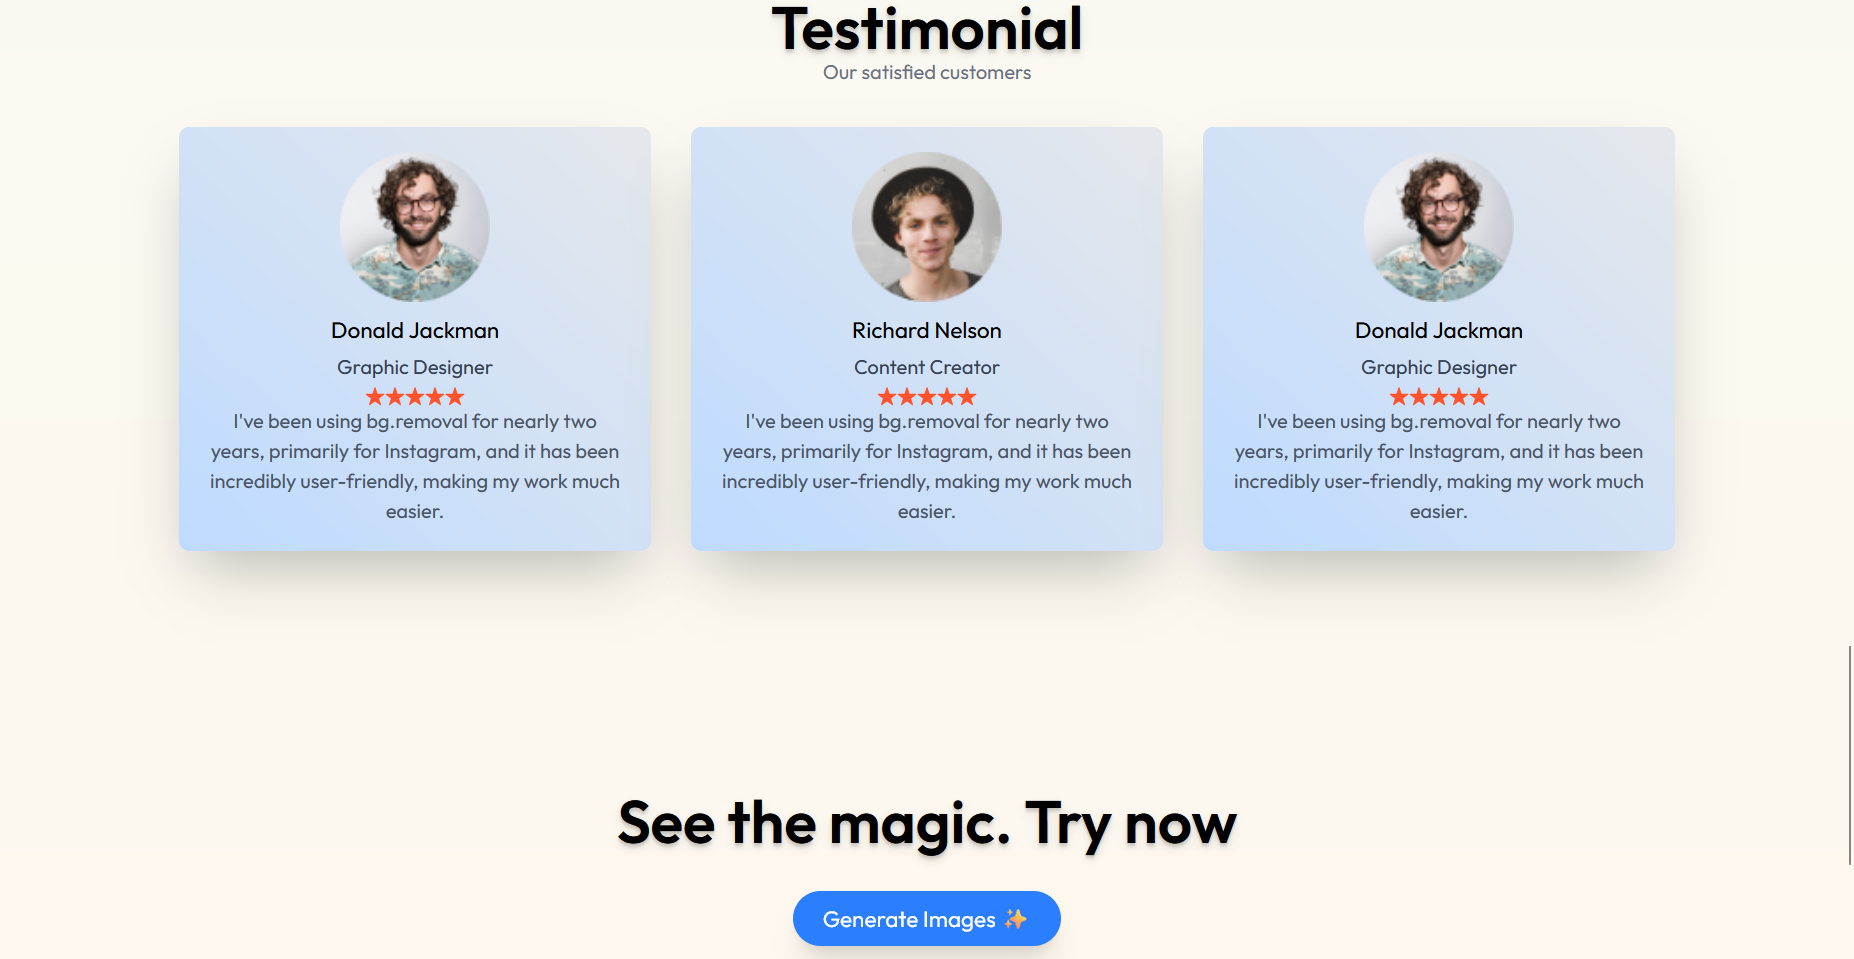 Testimonial
Our satisfied customers
Donald Jackman
Graphic Designer
I've been using bg.removal for nearly two
years, primarily for Instagram, and it has been
incredibly user-friendly, making my work much
easier.
Richard Nelson
Content Creator
I've been using bg.removal for nearly two
years, primarily for Instagram, and it has been
incredibly user-friendly, making my work much
easier.
Donald Jackman
Graphic Designer
I've been using bg.removal for nearly two
years, primarily for Instagram, and it has been
incredibly user-friendly, making my work much
easier.
See the magic. Try now
Generate Images ✨